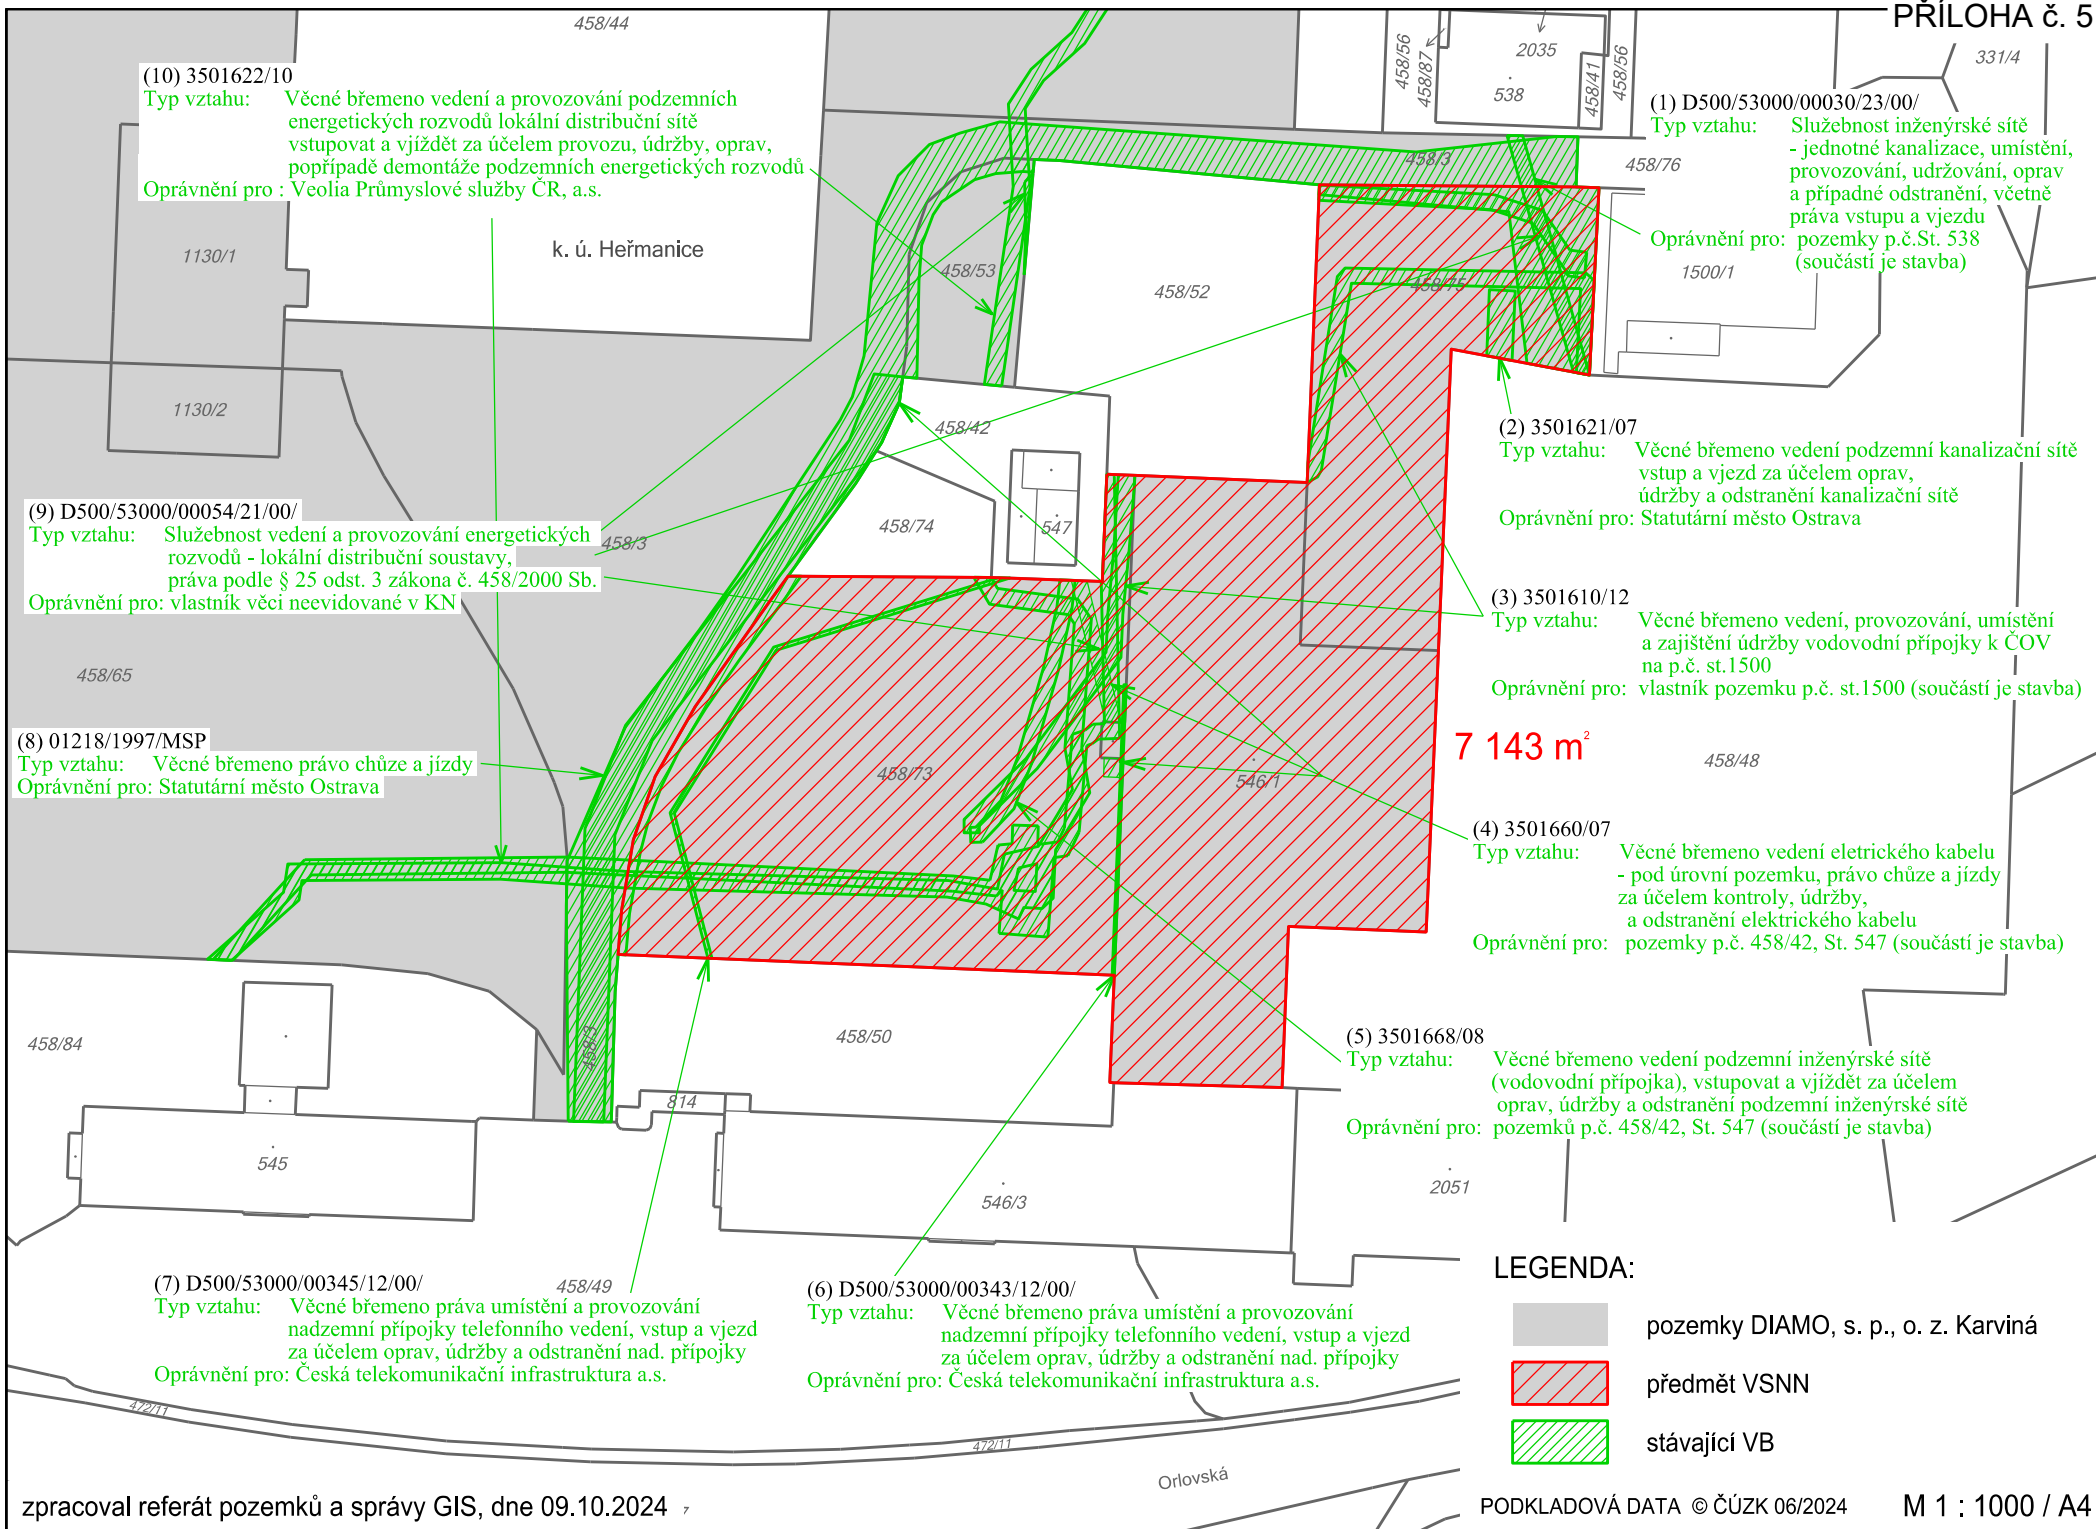 PŘÍLOHA č. 5
458/44
458/56
458/87
2035
538
458/41
458/56
331/4
(10) 3501622/10
Typ vztahu: Věcné břemeno vedení a provozování podzemních
energetických rozvodů lokální distribuční sítě
vstupovat a vjíždět za účelem provozu, údržby, oprav,
popřípadě demontáže podzemních energetických rozvodů
Oprávnění pro : Veolia Průmyslové služby ČR, a.s.
(1) D500/53000/00030/23/00/
Typ vztahu: Služebnost inženýrské sítě
- jednotné kanalizace, umístění,
provozování, udržování, oprav
a případné odstranění, včetně
práva vstupu a vjezdu
Oprávnění pro: pozemky p.č.St. 538
(součástí je stavba)
458/3
458/76
1130/1
k. ú. Heřmanice
458/53
458/52
458/75
1500/1
1130/2
458/42
(2) 3501621/07
Typ vztahu: Věcné břemeno vedení podzemní kanalizační sítě
vstup a vjezd za účelem oprav,
údržby a odstranění kanalizační sítě
Oprávnění pro: Statutární město Ostrava
(9) D500/53000/00054/21/00/
Typ vztahu: Služebnost vedení a provozování energetických
rozvodů - lokální distribuční soustavy,
práva podle § 25 odst. 3 zákona č. 458/2000 Sb.
Oprávnění pro: vlastník věci neevidované v KN
458/3
458/74
547
(3) 3501610/12
Typ vztahu: Věcné břemeno vedení, provozování, umístění
a zajištění údržby vodovodní přípojky k ČOV
na p.č. st.1500
Oprávnění pro: vlastník pozemku p.č. st.1500 (součástí je stavba)
458/65
(8) 01218/1997/MSP
Typ vztahu: Věcné břemeno právo chůze a jízdy
Oprávnění pro: Statutární město Ostrava
7 143 m²
458/73
546/1
458/48
(4) 3501660/07
Typ vztahu: Věcné břemeno vedení eletrického kabelu
- pod úrovní pozemku, právo chůze a jízdy
za účelem kontroly, údržby,
a odstranění elektrického kabelu
Oprávnění pro: pozemky p.č. 458/42, St. 547 (součástí je stavba)
458/84
458/3
458/50
(5) 3501668/08
Typ vztahu: Věcné břemeno vedení podzemní inženýrské sítě
(vodovodní přípojka), vstupovat a vjíždět za účelem
oprav, údržby a odstranění podzemní inženýrské sítě
Oprávnění pro: pozemků p.č. 458/42, St. 547 (součástí je stavba)
814
545
546/3
2051
(7) D500/53000/00345/12/00/
Typ vztahu: Věcné břemeno práva umístění a provozování
nadzemní přípojky telefonního vedení, vstup a vjezd
za účelem oprav, údržby a odstranění nad. přípojky
Oprávnění pro: Česká telekomunikační infrastruktura a.s.
458/49
(6) D500/53000/00343/12/00/
Typ vztahu: Věcné břemeno práva umístění a provozování
nadzemní přípojky telefonního vedení, vstup a vjezd
za účelem oprav, údržby a odstranění nad. přípojky
Oprávnění pro: Česká telekomunikační infrastruktura a.s.
LEGENDA:
pozemky DIAMO, s. p., o. z. Karviná
předmět VSNN
stávající VB
472/11
472/11
Orlovská
zpracoval referát pozemků a správy GIS, dne 09.10.2024
PODKLADOVÁ DATA © ČÚZK 06/2024
M 1 : 1000 / A4